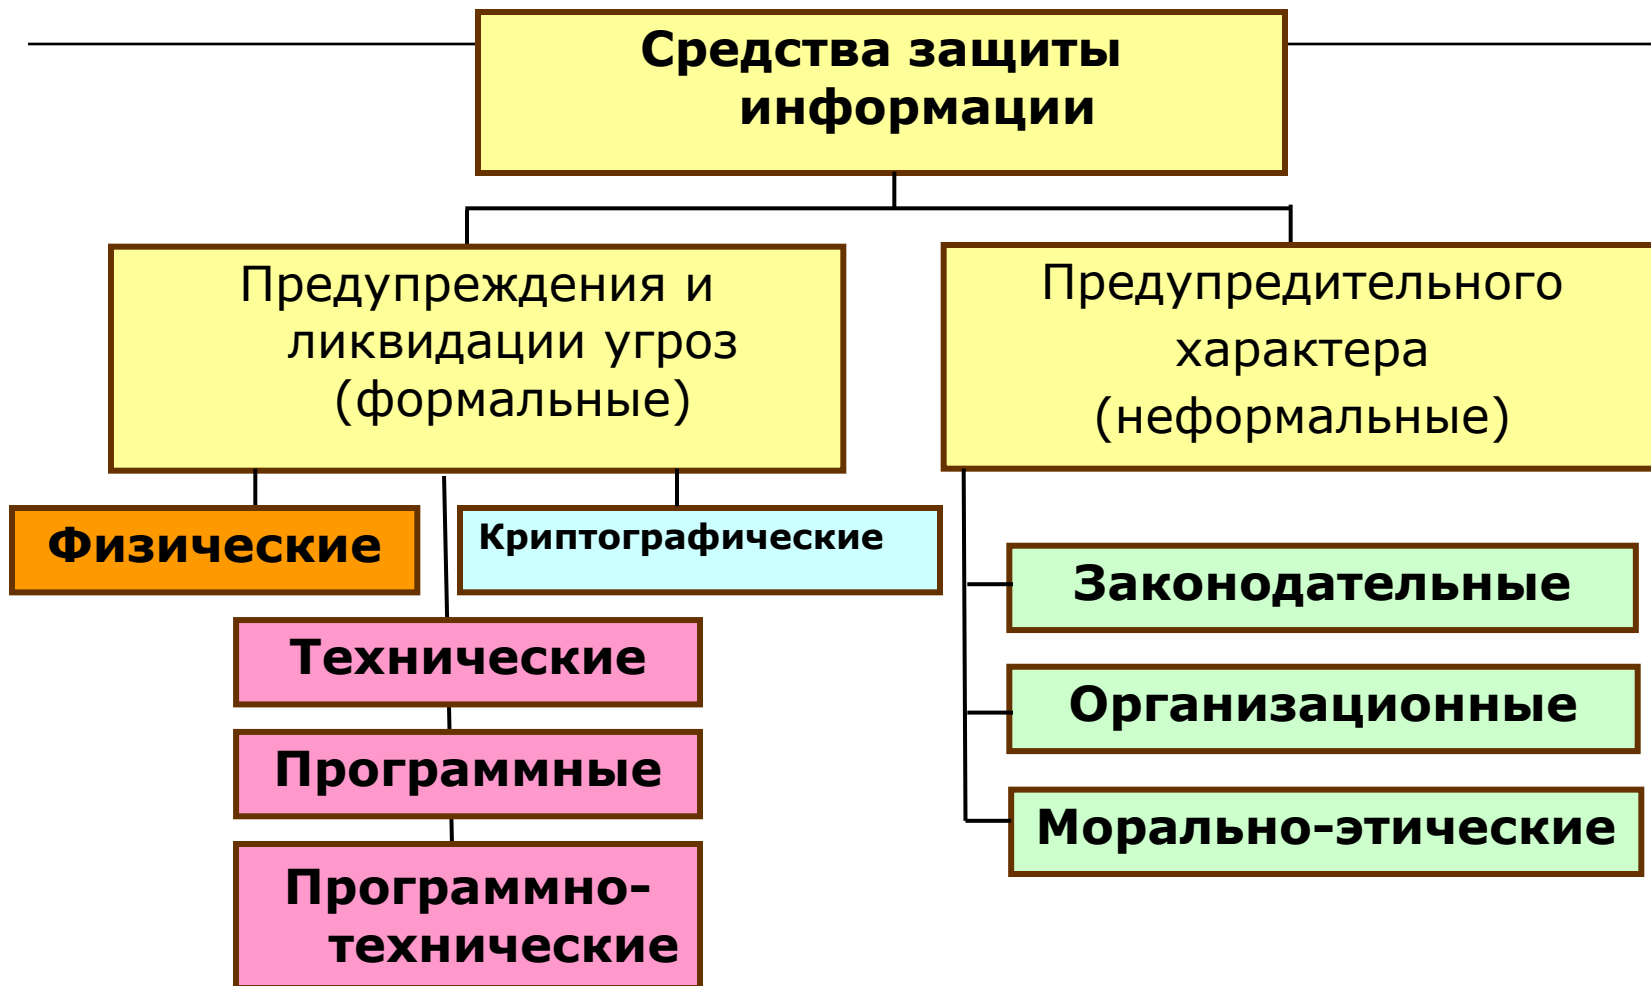 Средства защиты
информации
Предупреждения и
ликвидации угроз
(формальные)
Предупредительного
характера
(неформальные)
Физические
Криптографические
Технические
Программные
Программно-
технические
Законодательные
Организационные
Морально-этические